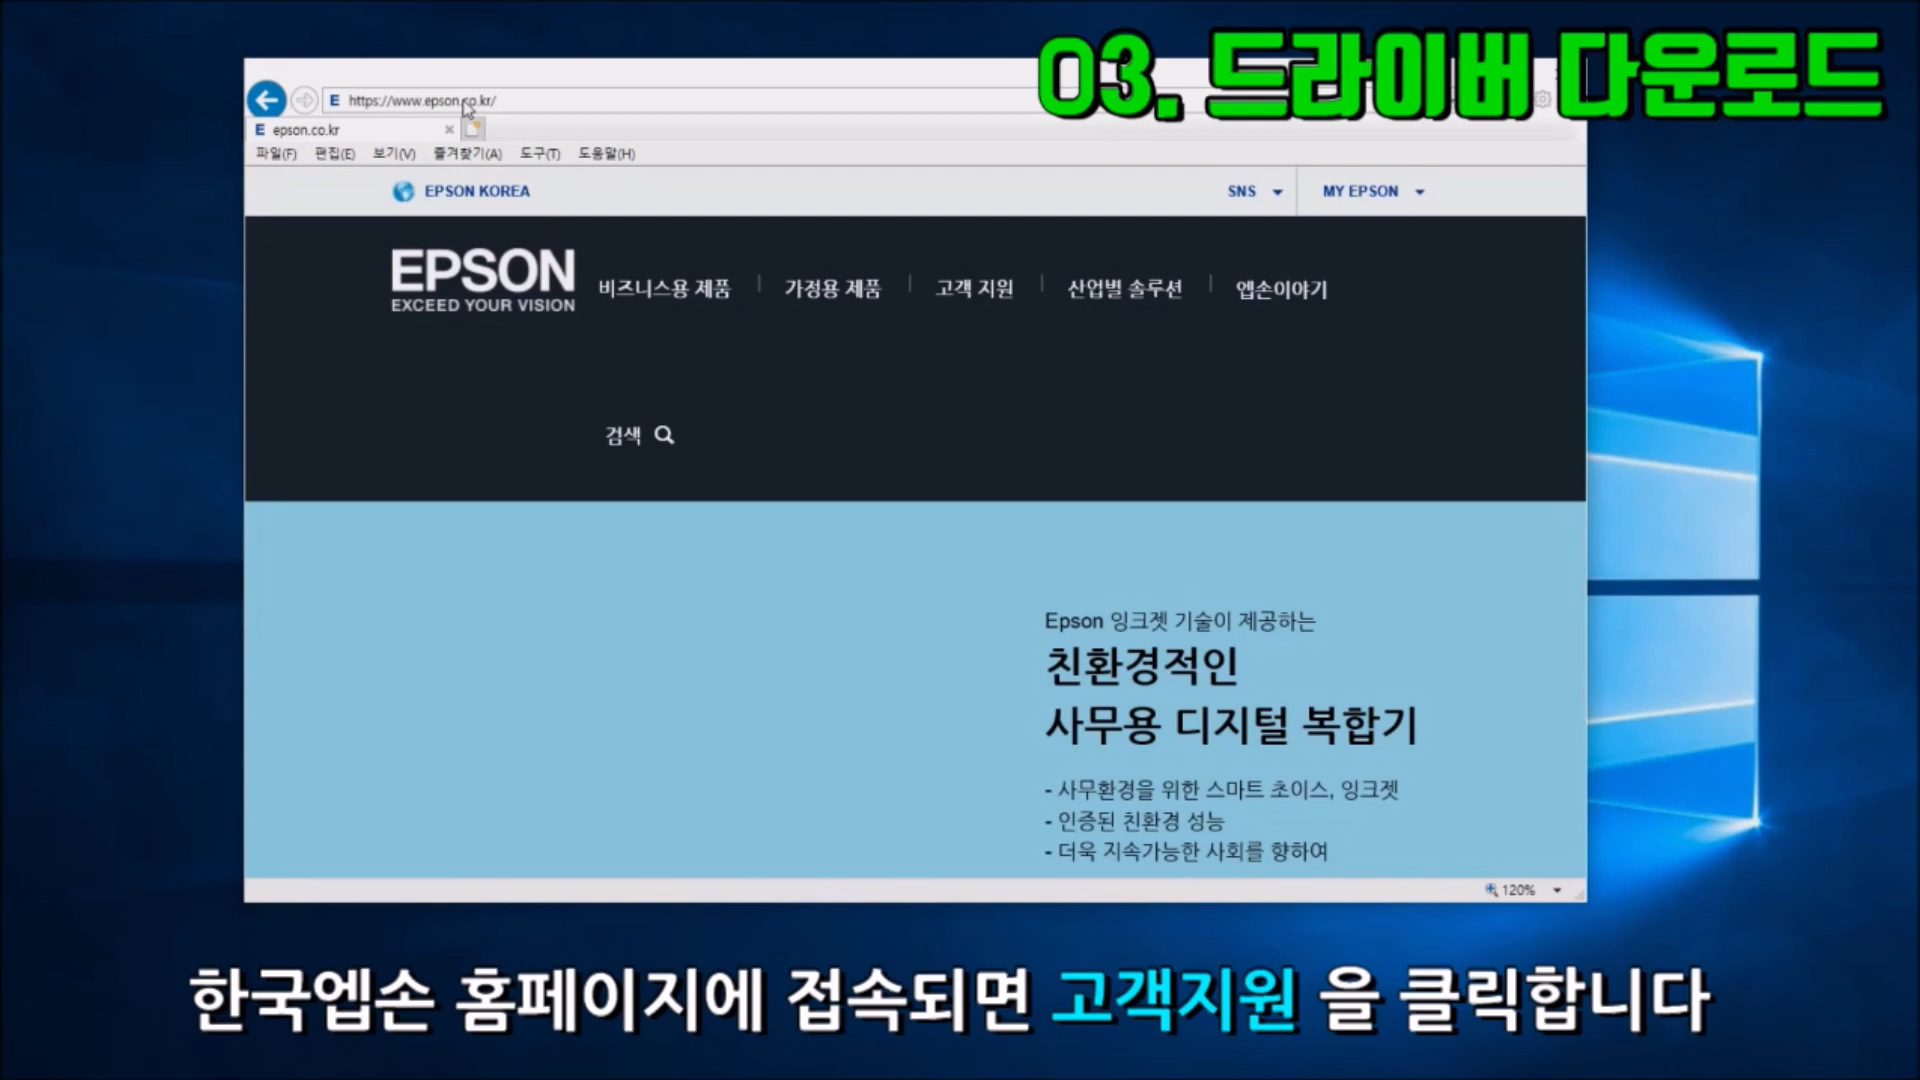 03. 드라이버 다운로드
https://www.epson.co.kr/
epson.co.kr
파일(F) 편집(E) 보기(V) 즐겨찾기(A) 도구(T) 도움말(H)
EPSON KOREA SNS MY EPSON
EPSON
EXCEED YOUR VISION
비즈니스용 제품 가정용 제품 고객 지원 산업별 솔루션 엡손이야기
검색
Epson 잉크젯 기술이 제공하는
친환경적인
사무용 디지털 복합기
- 사무환경을 위한 스마트 초이스, 잉크젯
- 인증된 친환경 성능
- 더욱 지속가능한 사회를 향하여
120%
한국엡손 홈페이지에 접속되면 고객지원 을 클릭합니다